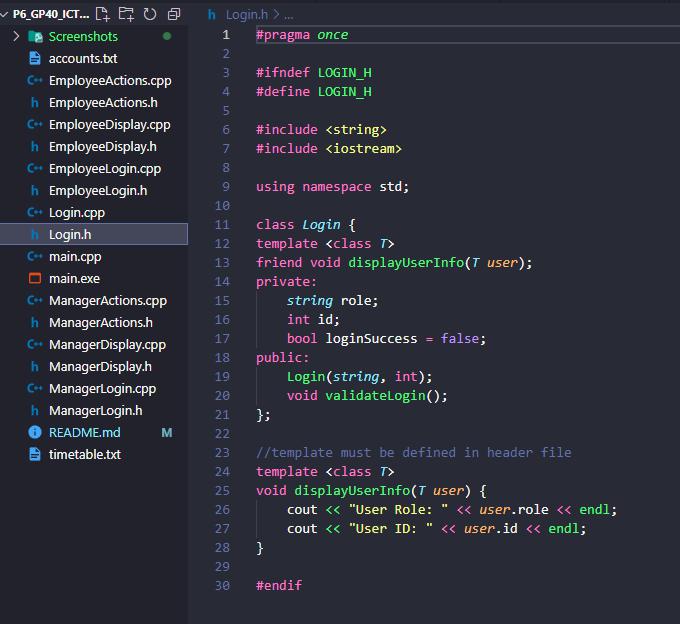 P6_GP40_ICT...
Screenshots
accounts.txt
EmployeeActions.cpp
EmployeeActions.h
EmployeeDisplay.cpp
EmployeeDisplay.h
EmployeeLogin.cpp
EmployeeLogin.h
Login.cpp
Login.h
main.cpp
main.exe
ManagerActions.cpp
ManagerActions.h
ManagerDisplay.cpp
ManagerDisplay.h
ManagerLogin.cpp
ManagerLogin.h
README.md M
timetable.txt
h Login.h > ...
1 #pragma once
2
3 #ifndef LOGIN_H
4 #define LOGIN_H
5
6 #include <string>
7 #include <iostream>
8
9 using namespace std;
10
11 class Login {
12 template <class T>
13 friend void displayUserInfo(T user);
14 private:
15     string role;
16     int id;
17     bool loginSuccess = false;
18 public:
19     Login(string, int);
20     void validateLogin();
21 };
22
23 //template must be defined in header file
24 template <class T>
25 void displayUserInfo(T user) {
26     cout << "User Role: " << user.role << endl;
27     cout << "User ID: " << user.id << endl;
28 }
29
30 #endif